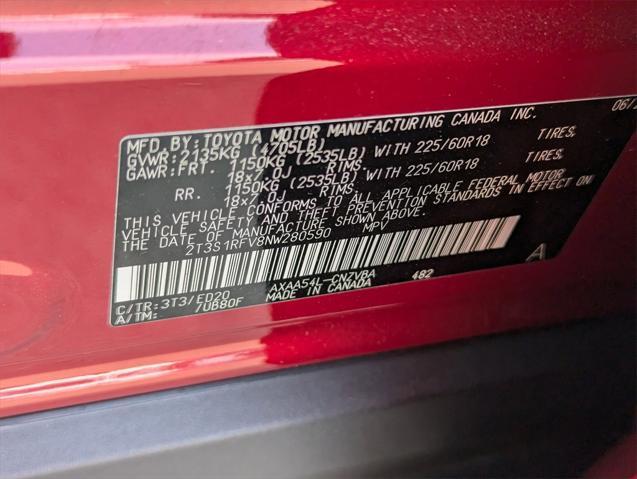 MFD.BY: TOYOTA MOTOR MANUFACTURING CANADA INC. 06/
GVWR: 2135KG (4705LB)
GAWR: FRT. 1150KG (2535LB) WITH 225/60R18 TIRES,
18x7.0J RIMS,
RR. 1150KG (2535LB) WITH 225/60R18 TIRES,
18x7.0J RIMS,
THIS VEHICLE CONFORMS TO ALL APPLICABLE FEDERAL MOTOR
VEHICLE SAFETY AND THEFT PREVENTION STANDARDS IN EFFECT ON
THE DATE OF MANUFACTURE SHOWN ABOVE.
2T3S1RFV8NW280590 MPV
A
C/TR: 3T3/ED20 AXAA54L-CNZVBA 482
A/TM: /UB80F MADE IN CANADA